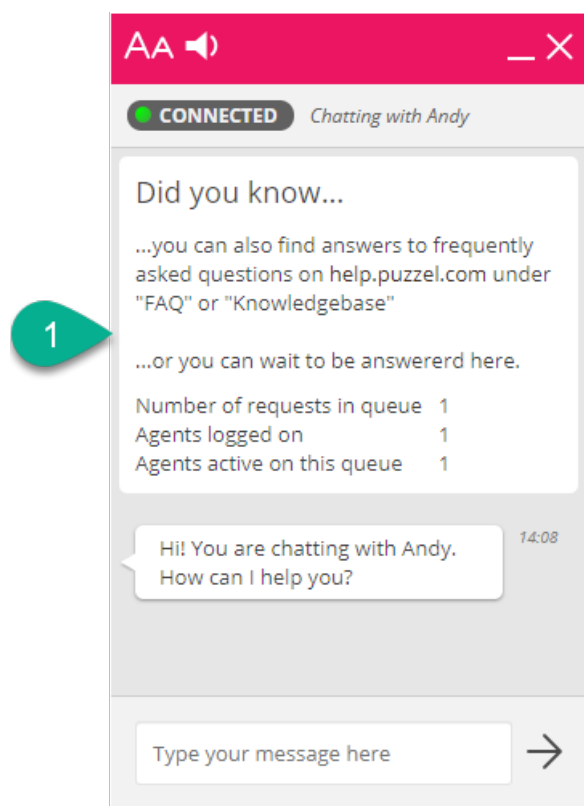 AA
CONNECTED Chatting with Andy
Did you know...
...you can also find answers to frequently
asked questions on help.puzzel.com under
"FAQ" or "Knowledgebase"
1
...or you can wait to be answererd here.
Number of requests in queue 1
Agents logged on 1
Agents active on this queue 1
Hi! You are chatting with Andy. 14:08
How can I help you?
Type your message here